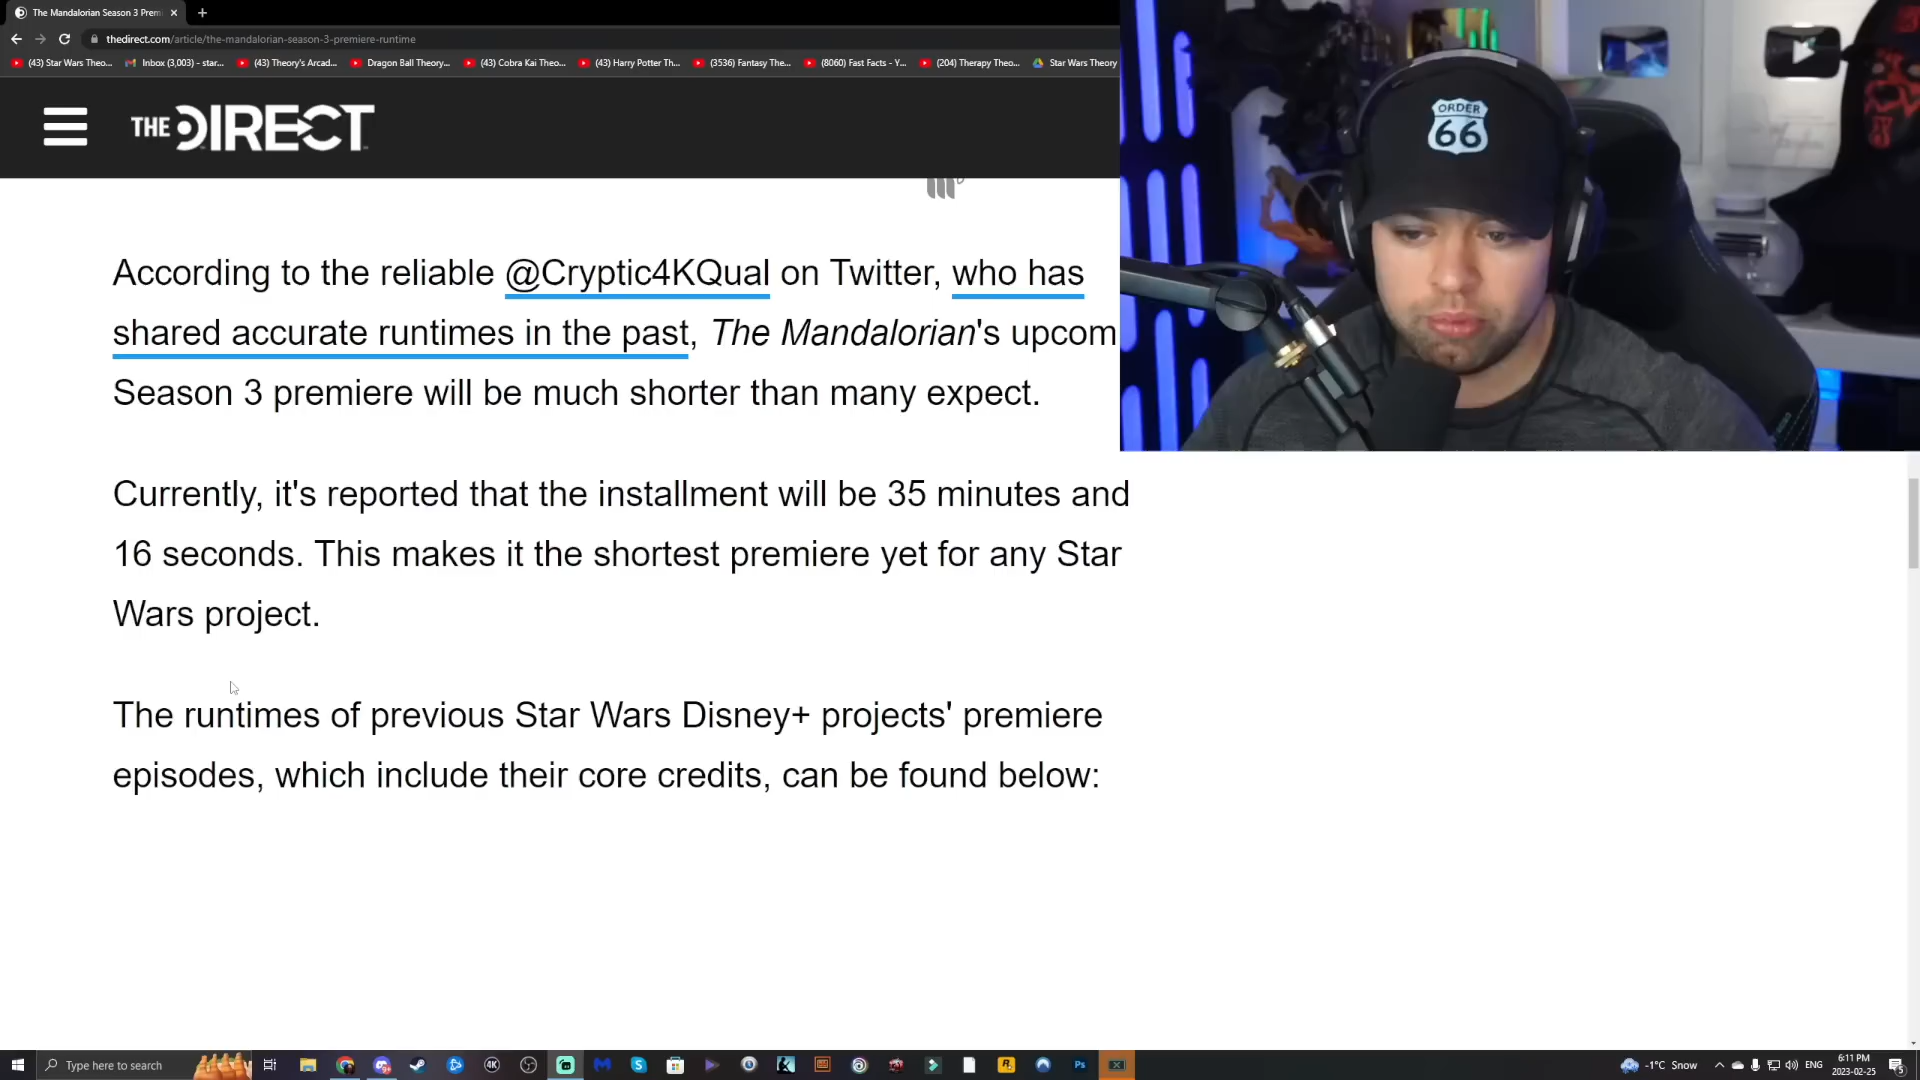 The Mandalorian Season 3 Prem
thedirect.com/article/the-mandalorian-season-3-premiere-runtime
(43) Star Wars Theo... Inbox (3,003) - star... (43) Theory's Arcad... Dragon Ball Theory... (43) Cobra Kai Theo... (43) Harry Potter Th... (3536) Fantasy The... (8060) Fast Facts - Y... (204) Therapy Theo... Star Wars Theory
THE DIRECT
ORDER
66
According to the reliable @Cryptic4KQual on Twitter, who has
shared accurate runtimes in the past, The Mandalorian's upcom
Season 3 premiere will be much shorter than many expect.
Currently, it's reported that the installment will be 35 minutes and
16 seconds. This makes it the shortest premiere yet for any Star
Wars project.
The runtimes of previous Star Wars Disney+ projects' premiere
episodes, which include their core credits, can be found below:
Type here to search
4K
Ps
-1°C Snow
ENG
6:11 PM
2023-02-25
5